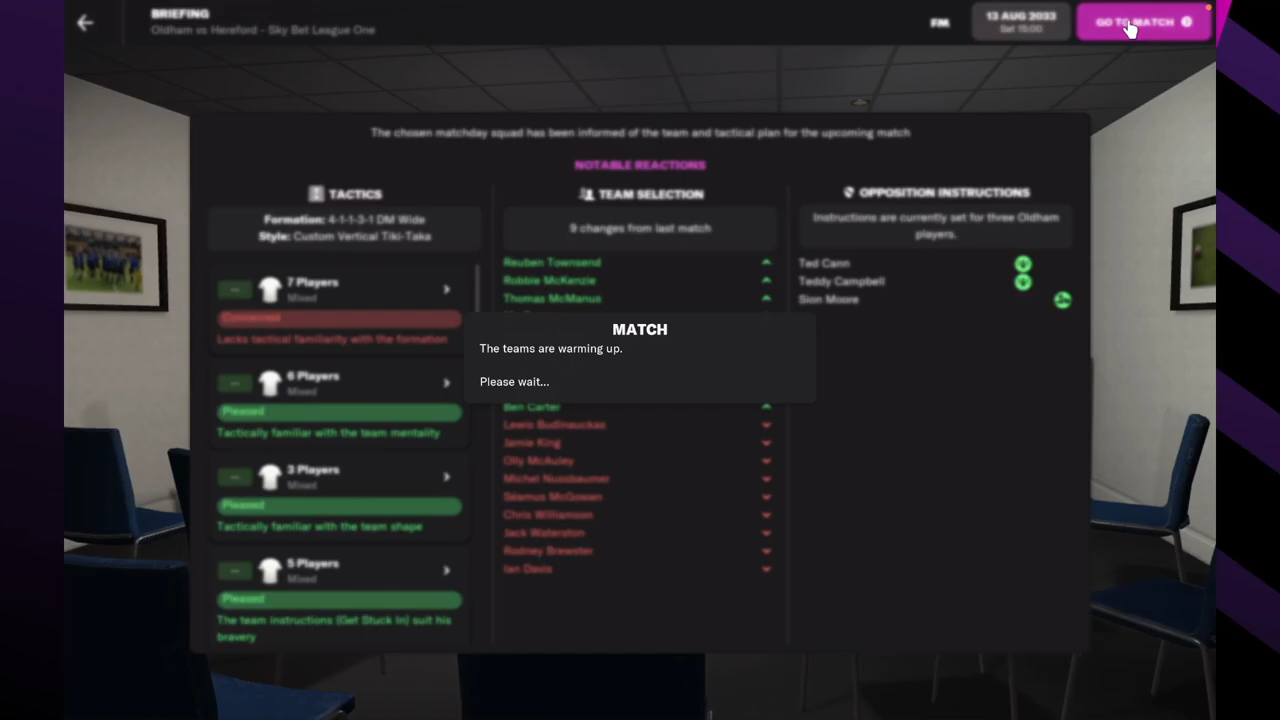 BRIEFING
Oldham vs Hereford - Sky Bet League One
FM
13 AUG 2033
Sat 15:00
GO TO MATCH
The chosen matchday squad has been informed of the team and tactical plan for the upcoming match
NOTABLE REACTIONS
TACTICS
Formation: 4-1-1-3-1 DM Wide
Style: Custom Vertical Tiki-Taka
7 Players
Mixed
Concerned
Lacks tactical familiarity with the formation
6 Players
Mixed
Pleased
Tactically familiar with the team mentality
3 Players
Mixed
Pleased
Tactically familiar with the team shape
5 Players
Mixed
Pleased
The team instructions (Get Stuck In) suit his
bravery
TEAM SELECTION
9 changes from last match
Reuben Townsend
Robbie McKenzie
Thomas McManus
MATCH
The teams are warming up.
Please wait...
Ben Carter
Lewis Budinauckas
Jamie King
Olly McAuley
Michel Nussbaumer
Séamus McGowan
Chris Williamson
Jack Waterston
Rodney Brewster
Ian Davis
OPPOSITION INSTRUCTIONS
Instructions are currently set for three Oldham
players.
Ted Cann
Teddy Campbell
Sion Moore